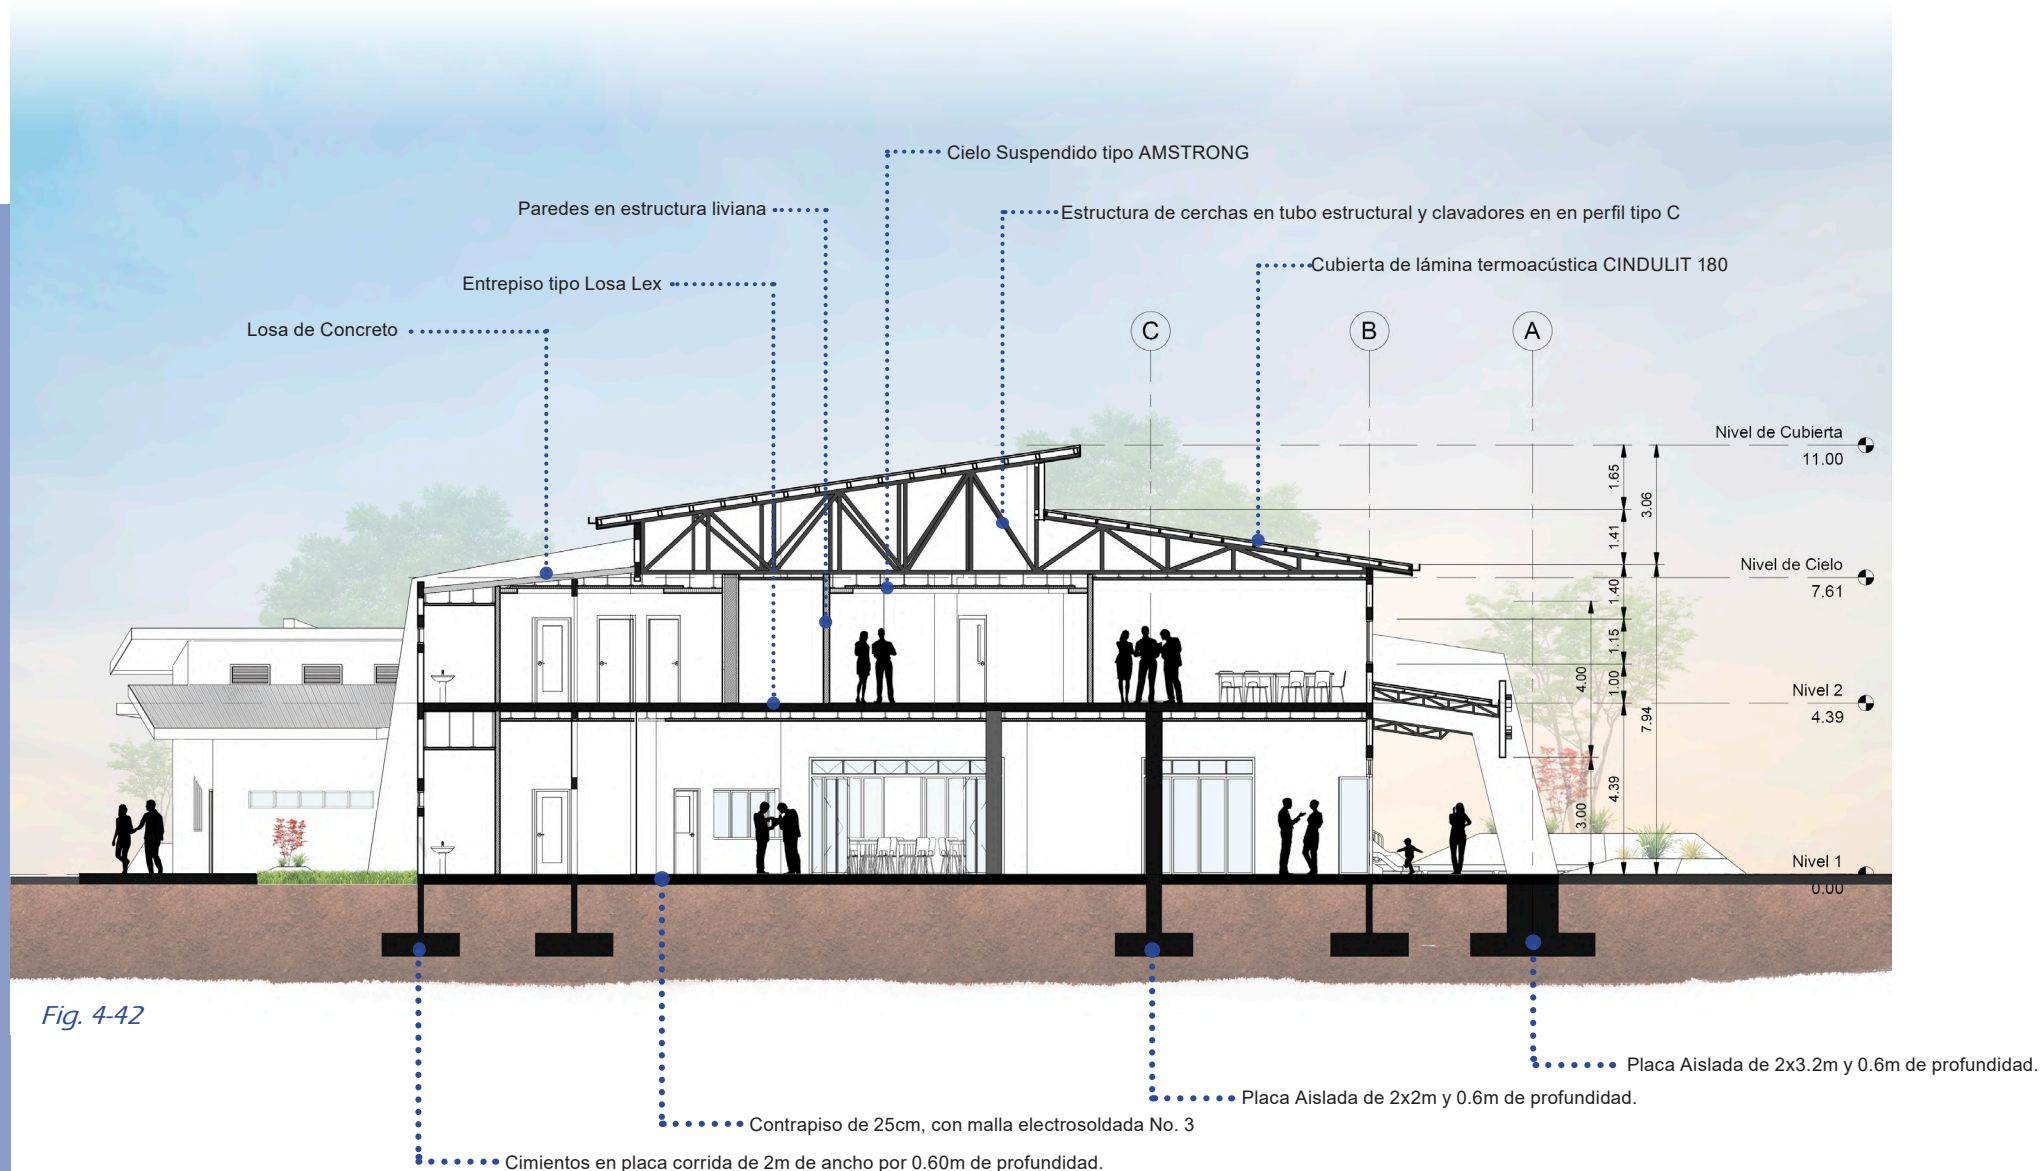 Cielo Suspendido tipo AMSTRONG
Paredes en estructura liviana
Estructura de cerchas en tubo estructural y clavadores en en perfil tipo C
Cubierta de lámina termoacústica CINDULIT 180
Entrepiso tipo Losa Lex
Losa de Concreto
C
B
A
Nivel de Cubierta
11.00
1.65
3.06
1.41
Nivel de Cielo
7.61
1.40
1.15
4.00
1.00
Nivel 2
4.39
7.94
4.39
3.00
Nivel 1
0.00
Fig. 4-42
Placa Aislada de 2x3.2m y 0.6m de profundidad.
Placa Aislada de 2x2m y 0.6m de profundidad.
Contrapiso de 25cm, con malla electrosoldada No. 3
Cimientos en placa corrida de 2m de ancho por 0.60m de profundidad.